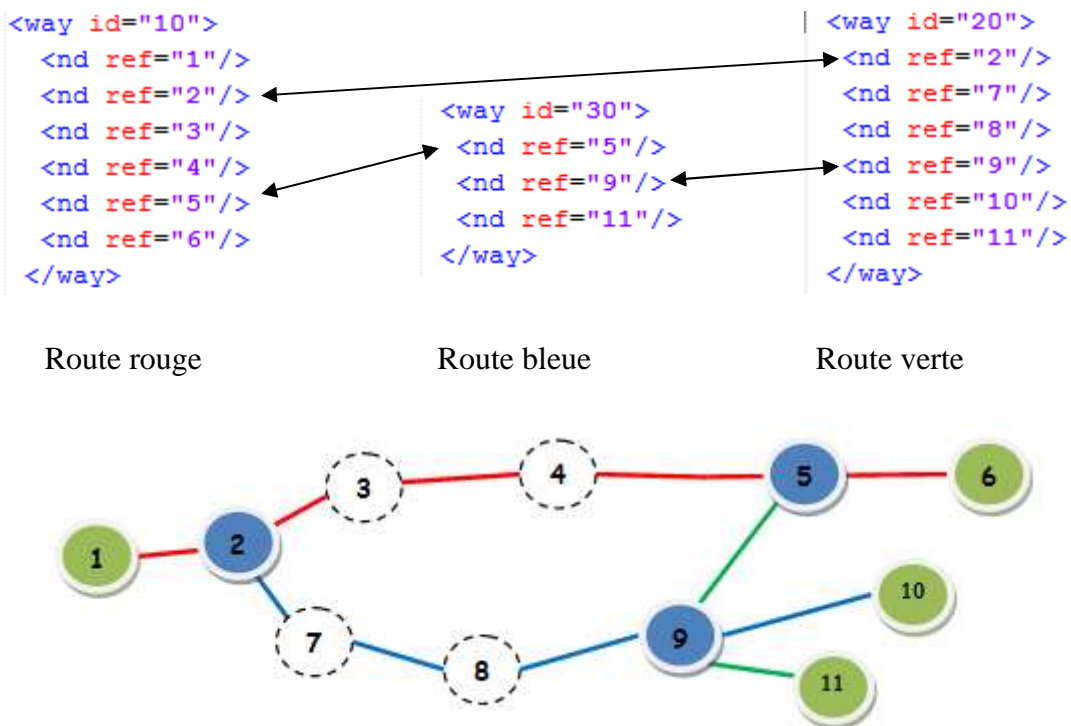 <way id="10">
<nd ref="1"/>
<nd ref="2"/>
<nd ref="3"/>
<nd ref="4"/>
<nd ref="5"/>
<nd ref="6"/>
</way>
<way id="30">
<nd ref="5"/>
<nd ref="9"/>
<nd ref="11"/>
</way>
<way id="20">
<nd ref="2"/>
<nd ref="7"/>
<nd ref="8"/>
<nd ref="9"/>
<nd ref="10"/>
<nd ref="11"/>
</way>
Route rouge
Route bleue
Route verte
1
2
3
4
5
6
7
8
9
10
11